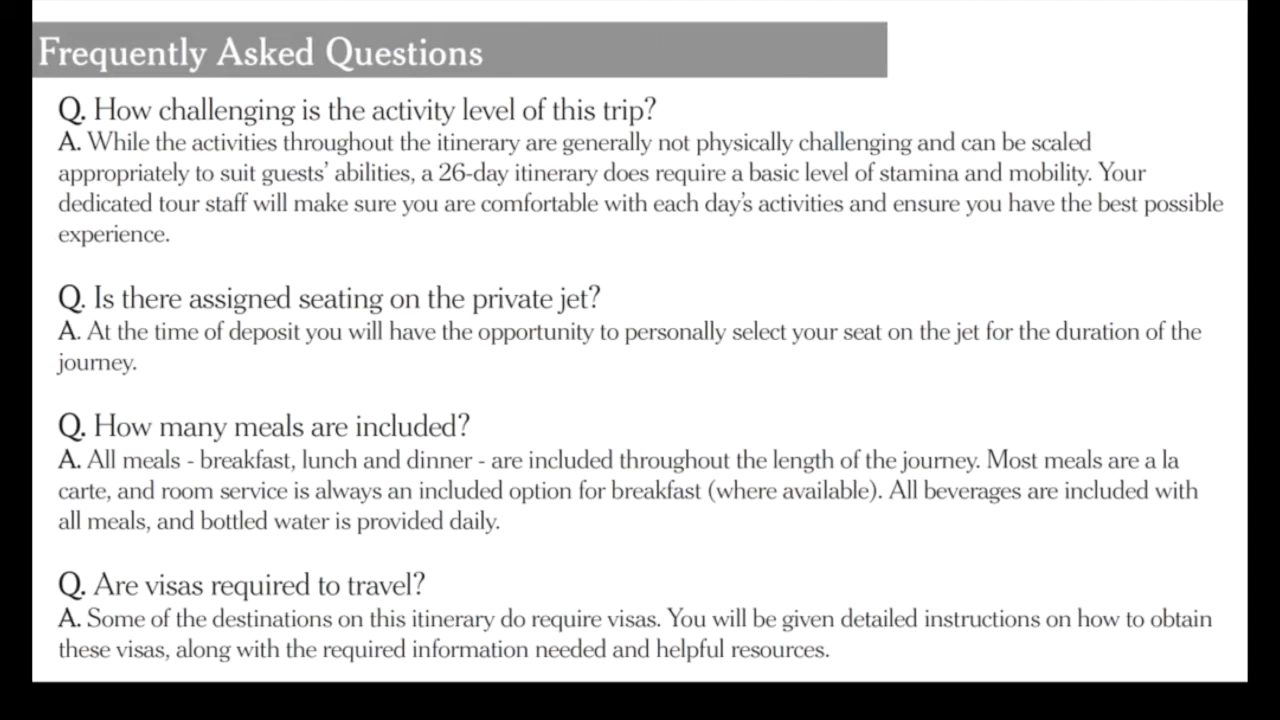 Frequently Asked Questions
Q. How challenging is the activity level of this trip?
A. While the activities throughout the itinerary are generally not physically challenging and can be scaled
appropriately to suit guests’ abilities, a 26-day itinerary does require a basic level of stamina and mobility. Your
dedicated tour staff will make sure you are comfortable with each day’s activities and ensure you have the best possible
experience.
Q. Is there assigned seating on the private jet?
A. At the time of deposit you will have the opportunity to personally select your seat on the jet for the duration of the
journey.
Q. How many meals are included?
A. All meals - breakfast, lunch and dinner - are included throughout the length of the journey. Most meals are a la
carte, and room service is always an included option for breakfast (where available). All beverages are included with
all meals, and bottled water is provided daily.
Q. Are visas required to travel?
A. Some of the destinations on this itinerary do require visas. You will be given detailed instructions on how to obtain
these visas, along with the required information needed and helpful resources.